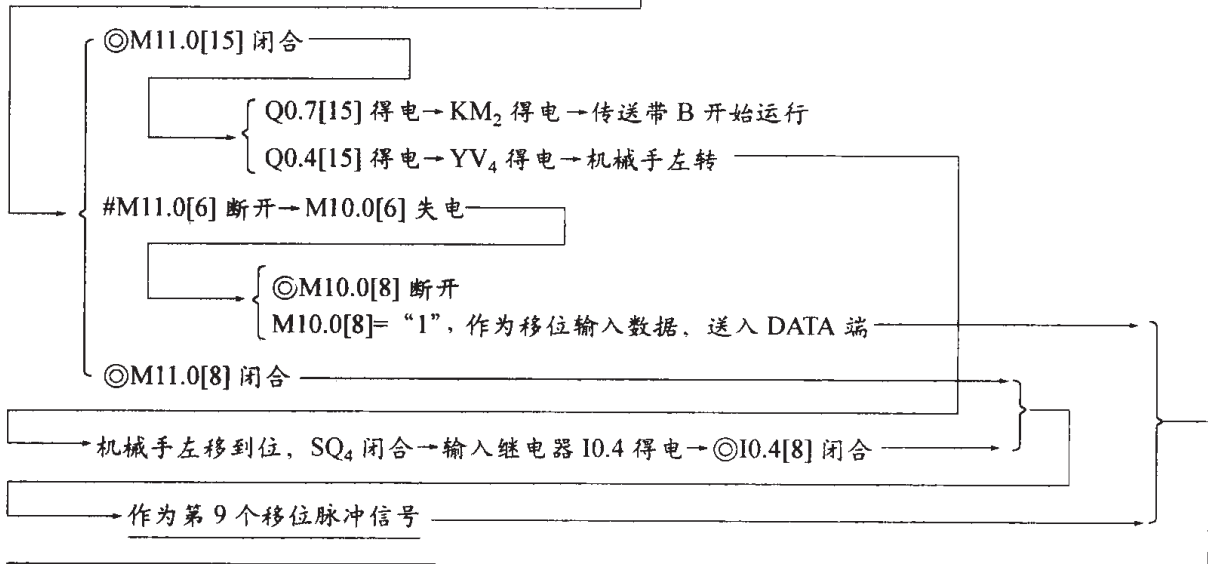 ◎M11.0[15] 闭合
Q0.7[15] 得电→KM₂ 得电→传送带 B 开始运行
Q0.4[15] 得电→YV₄ 得电→机械手左转
#M11.0[6] 断开→M10.0[6] 失电
◎M10.0[8] 断开
M10.0[8]= “1”, 作为移位输入数据, 送入 DATA 端
◎M11.0[8] 闭合
机械手左移到位, SQ₄ 闭合→输入继电器 I0.4 得电→◎I0.4[8] 闭合
作为第 9 个移位脉冲信号